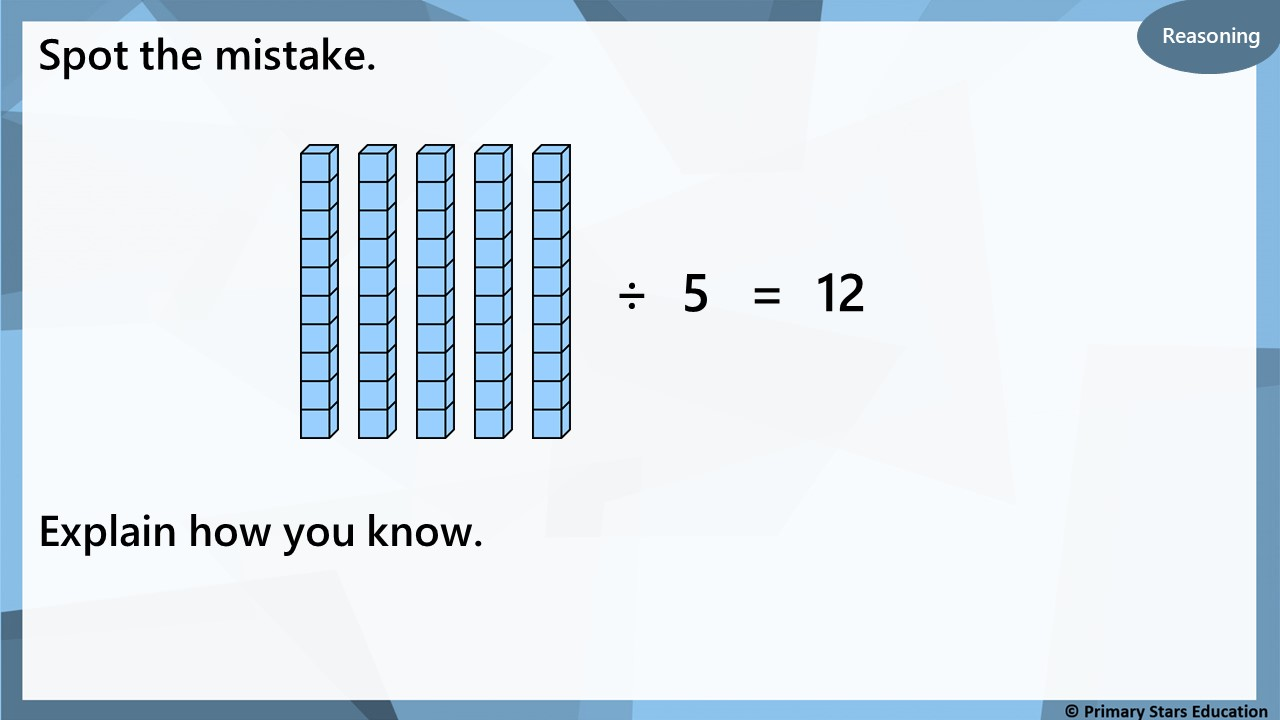 Reasoning
Spot the mistake.
÷ 5 = 12
Explain how you know.
© Primary Stars Education